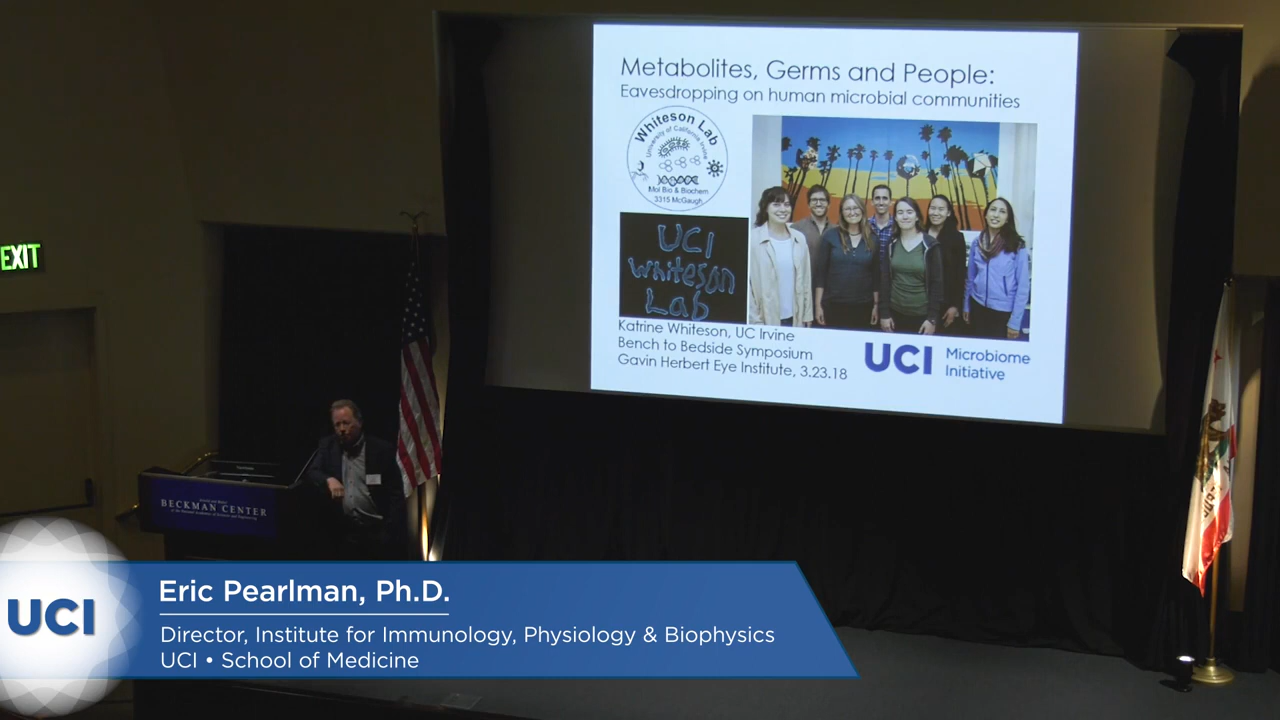 EXIT
Metabolites, Germs and People:
Eavesdropping on human microbial communities
Whiteson Lab
University of California Irvine
Mol Bio & Biochem
3315 McGaugh
UCI
Whiteson
Lab
Katrine Whiteson, UC Irvine
Bench to Bedside Symposium
Gavin Herbert Eye Institute, 3.23.18
UCI Microbiome
Initiative
BECKMAN CENTER
UCI
Eric Pearlman, Ph.D.
Director, Institute for Immunology, Physiology & Biophysics
UCI • School of Medicine